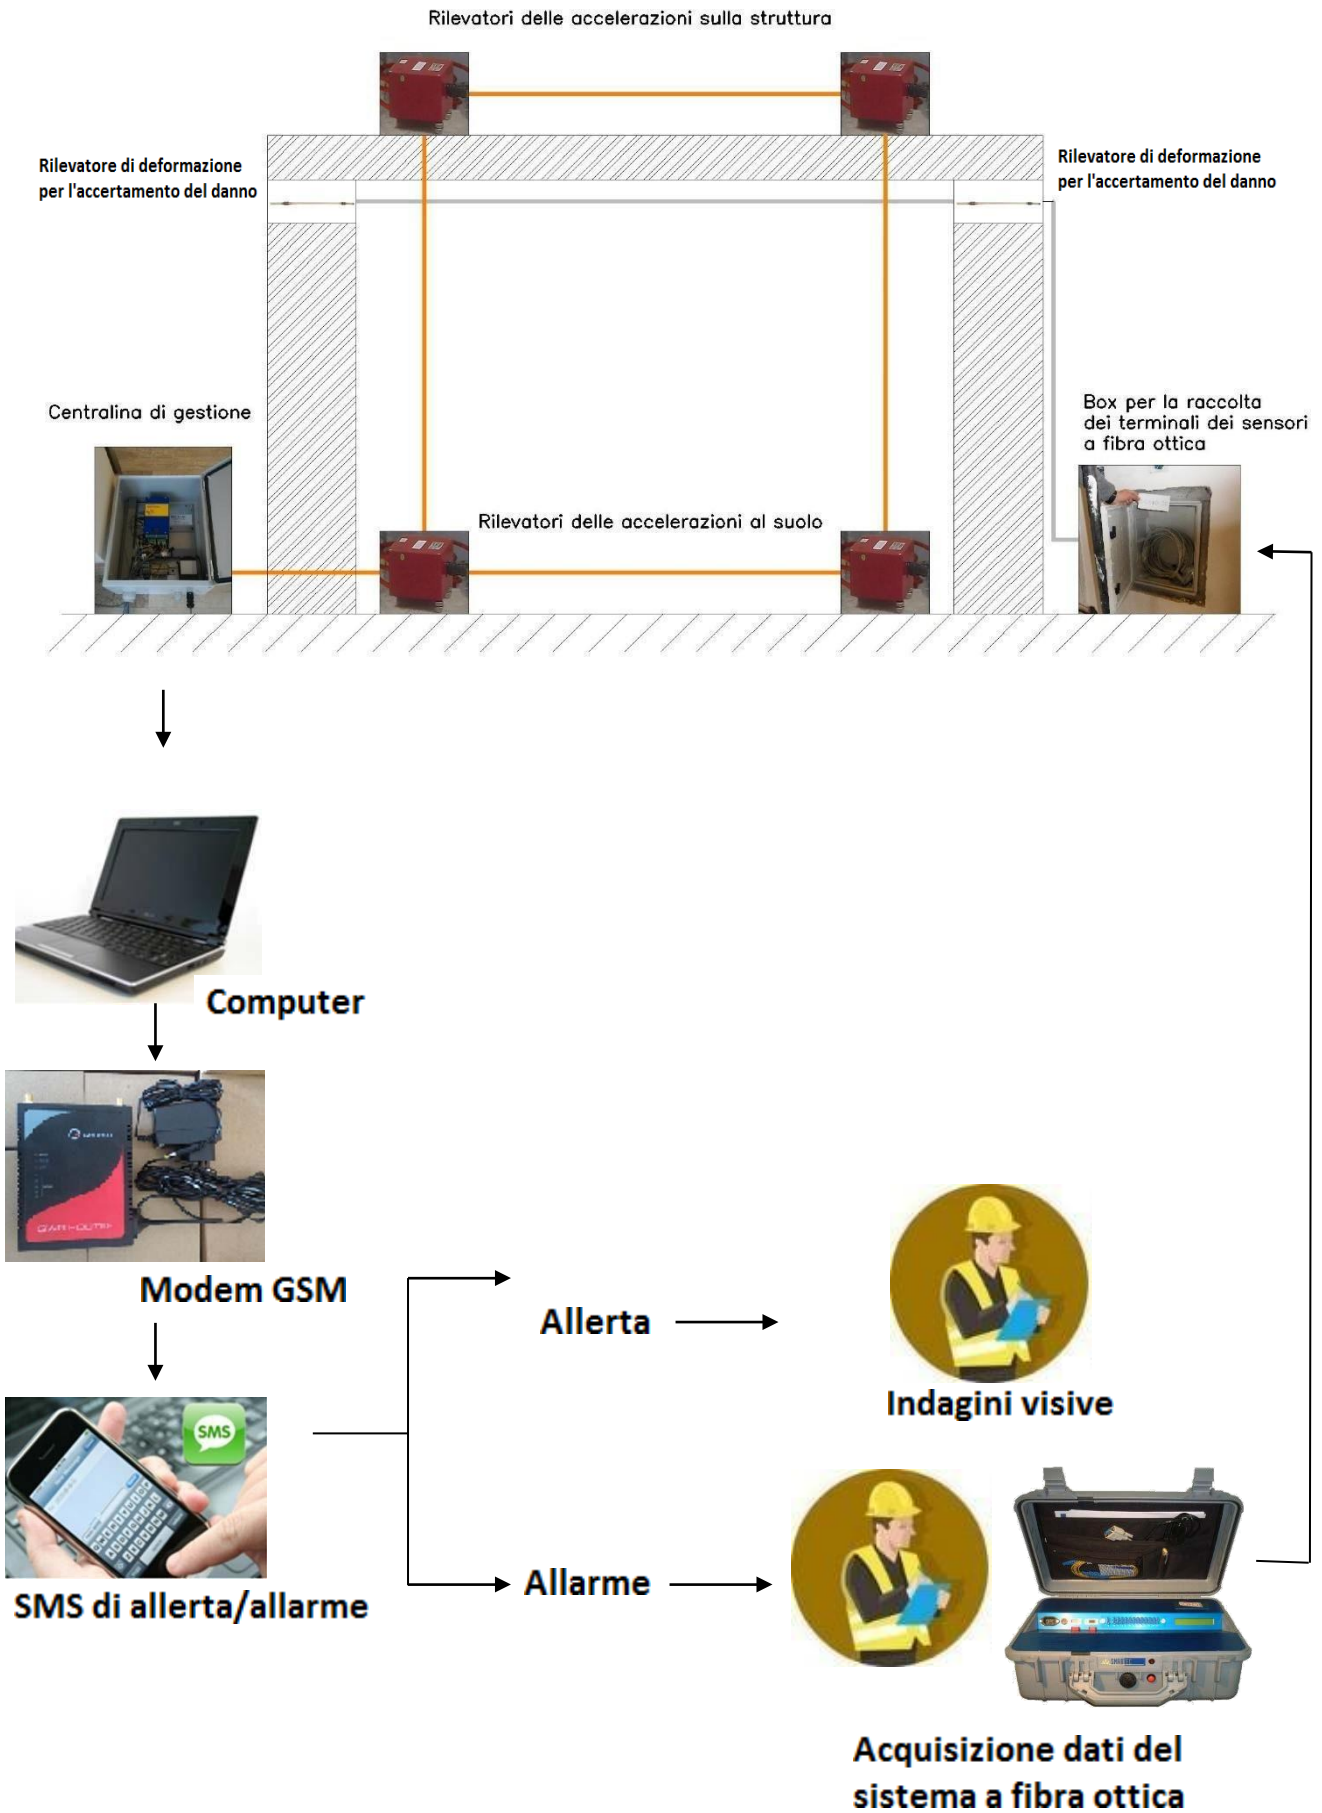 Rilevatori delle accelerazioni sulla struttura
Rilevatore di deformazione
per l'accertamento del danno
Rilevatore di deformazione
per l'accertamento del danno
Centralina di gestione
Box per la raccolta
dei terminali dei sensori
a fibra ottica
Rilevatori delle accelerazioni al suolo
Computer
Modem GSM
Allerta
Indagini visive
SMS
SMS di allerta/allarme
Allarme
Acquisizione dati del
sistema a fibra ottica